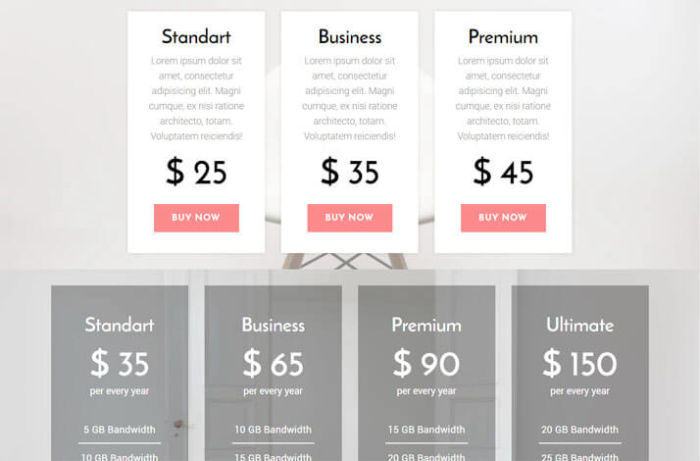 Standart
Lorem ipsum dolor sit
amet, consectetur
adipisicing elit. Magni
cumque, ex nisi ratione
architecto, totam.
Voluptatem reiciendis!
$ 25
BUY NOW
Business
Lorem ipsum dolor sit
amet, consectetur
adipisicing elit. Magni
cumque, ex nisi ratione
architecto, totam.
Voluptatem reiciendis!
$ 35
BUY NOW
Premium
Lorem ipsum dolor sit
amet, consectetur
adipisicing elit. Magni
cumque, ex nisi ratione
architecto, totam.
Voluptatem reiciendis!
$ 45
BUY NOW
Standart
$ 35
per every year
5 GB Bandwidth
10 GB Bandwidth
Business
$ 65
per every year
10 GB Bandwidth
15 GB Bandwidth
Premium
$ 90
per every year
15 GB Bandwidth
20 GB Bandwidth
Ultimate
$ 150
per every year
20 GB Bandwidth
25 GB Bandwidth